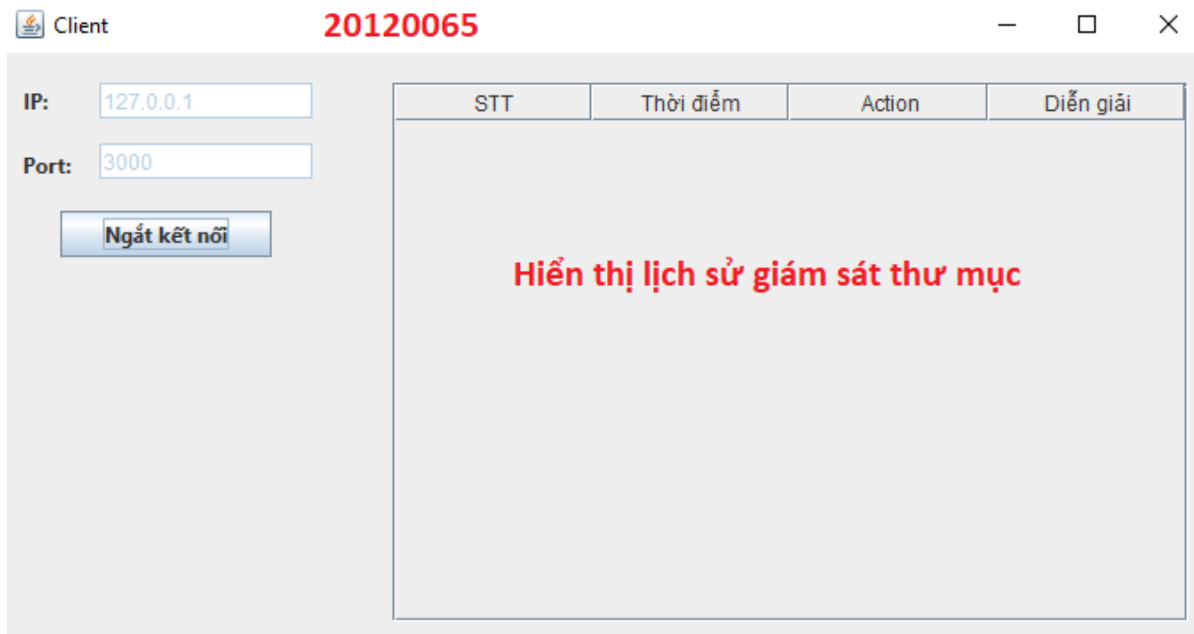 Client 20120065
IP: 127.0.0.1
Port: 3000
Ngắt kết nối
STT Thời điểm Action Diễn giải
Hiển thị lịch sử giám sát thư mục